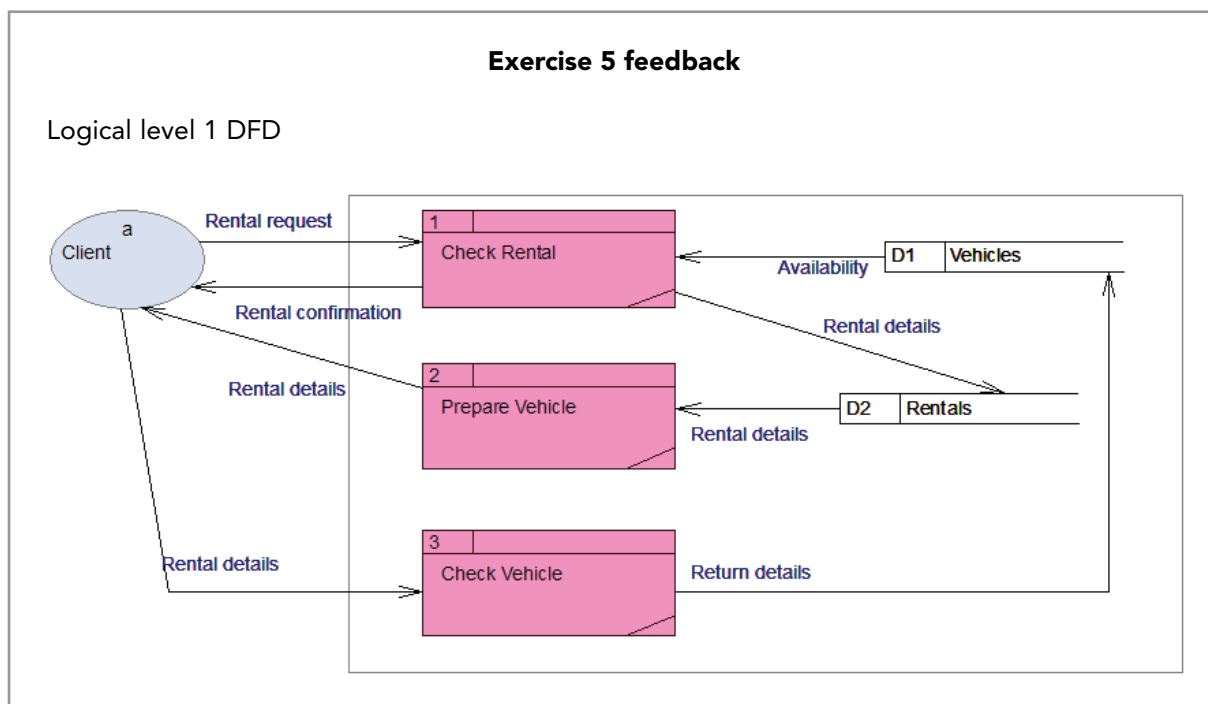 Exercise 5 feedback
Logical level 1 DFD
a
Client
Rental request
Rental confirmation
Rental details
Rental details
1
Check Rental
2
Prepare Vehicle
3
Check Vehicle
Availability
D1 Vehicles
Rental details
D2 Rentals
Rental details
Return details